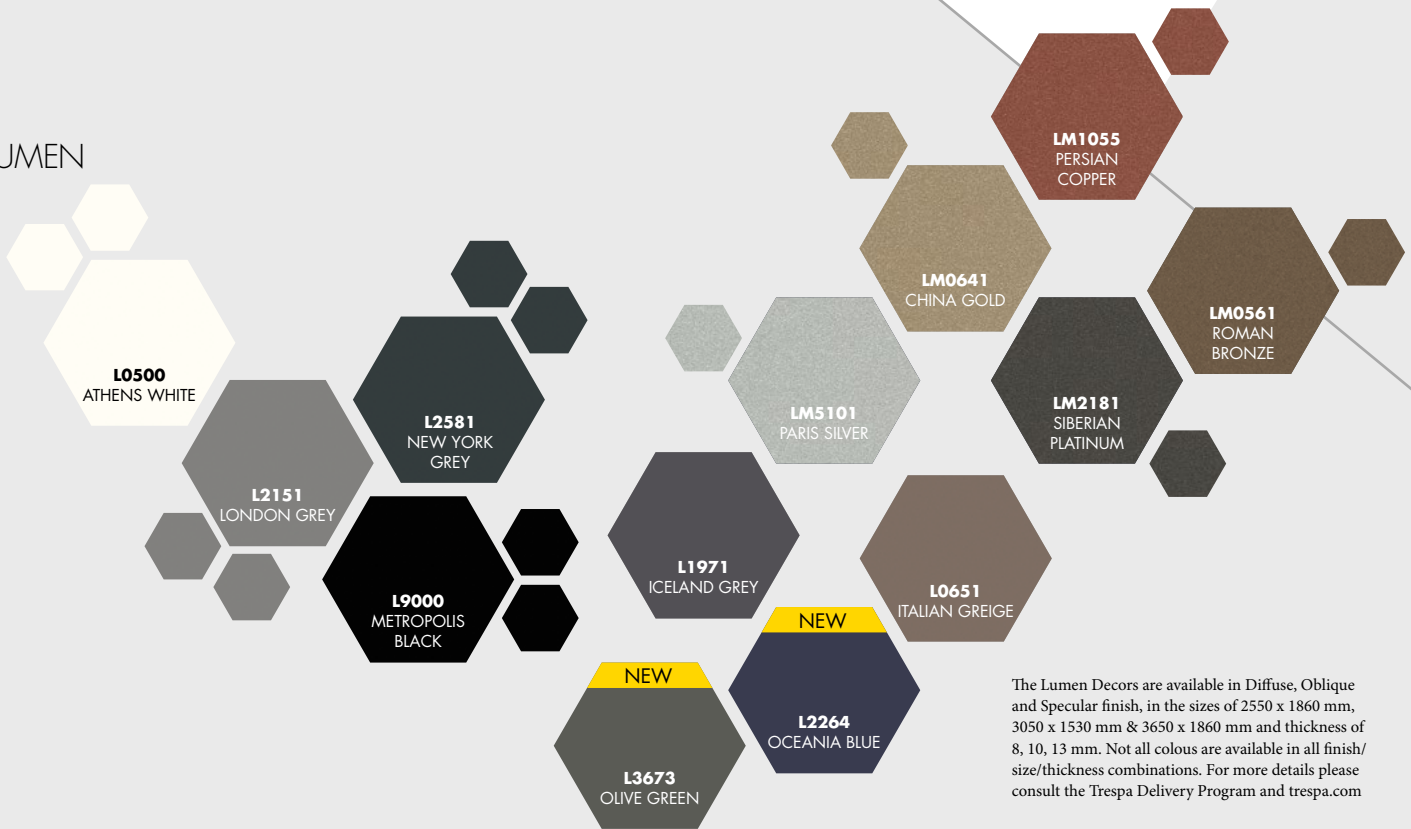 UMEN
L0500
ATHENS WHITE
L2151
LONDON GREY
L2581
NEW YORK
GREY
L9000
METROPOLIS
BLACK
LM1055
PERSIAN
COPPER
LM0641
CHINA GOLD
LM0561
ROMAN
BRONZE
LM5101
PARIS SILVER
LM2181
SIBERIAN
PLATINUM
L1971
ICELAND GREY
L0651
ITALIAN GREIGE
NEW
L2264
OCEANIA BLUE
NEW
L3673
OLIVE GREEN
The Lumen Decors are available in Diffuse, Oblique
and Specular finish, in the sizes of 2550 x 1860 mm,
3050 x 1530 mm & 3650 x 1860 mm and thickness of
8, 10, 13 mm. Not all colous are available in all finish/
size/thickness combinations. For more details please
consult the Trespa Delivery Program and trespa.com